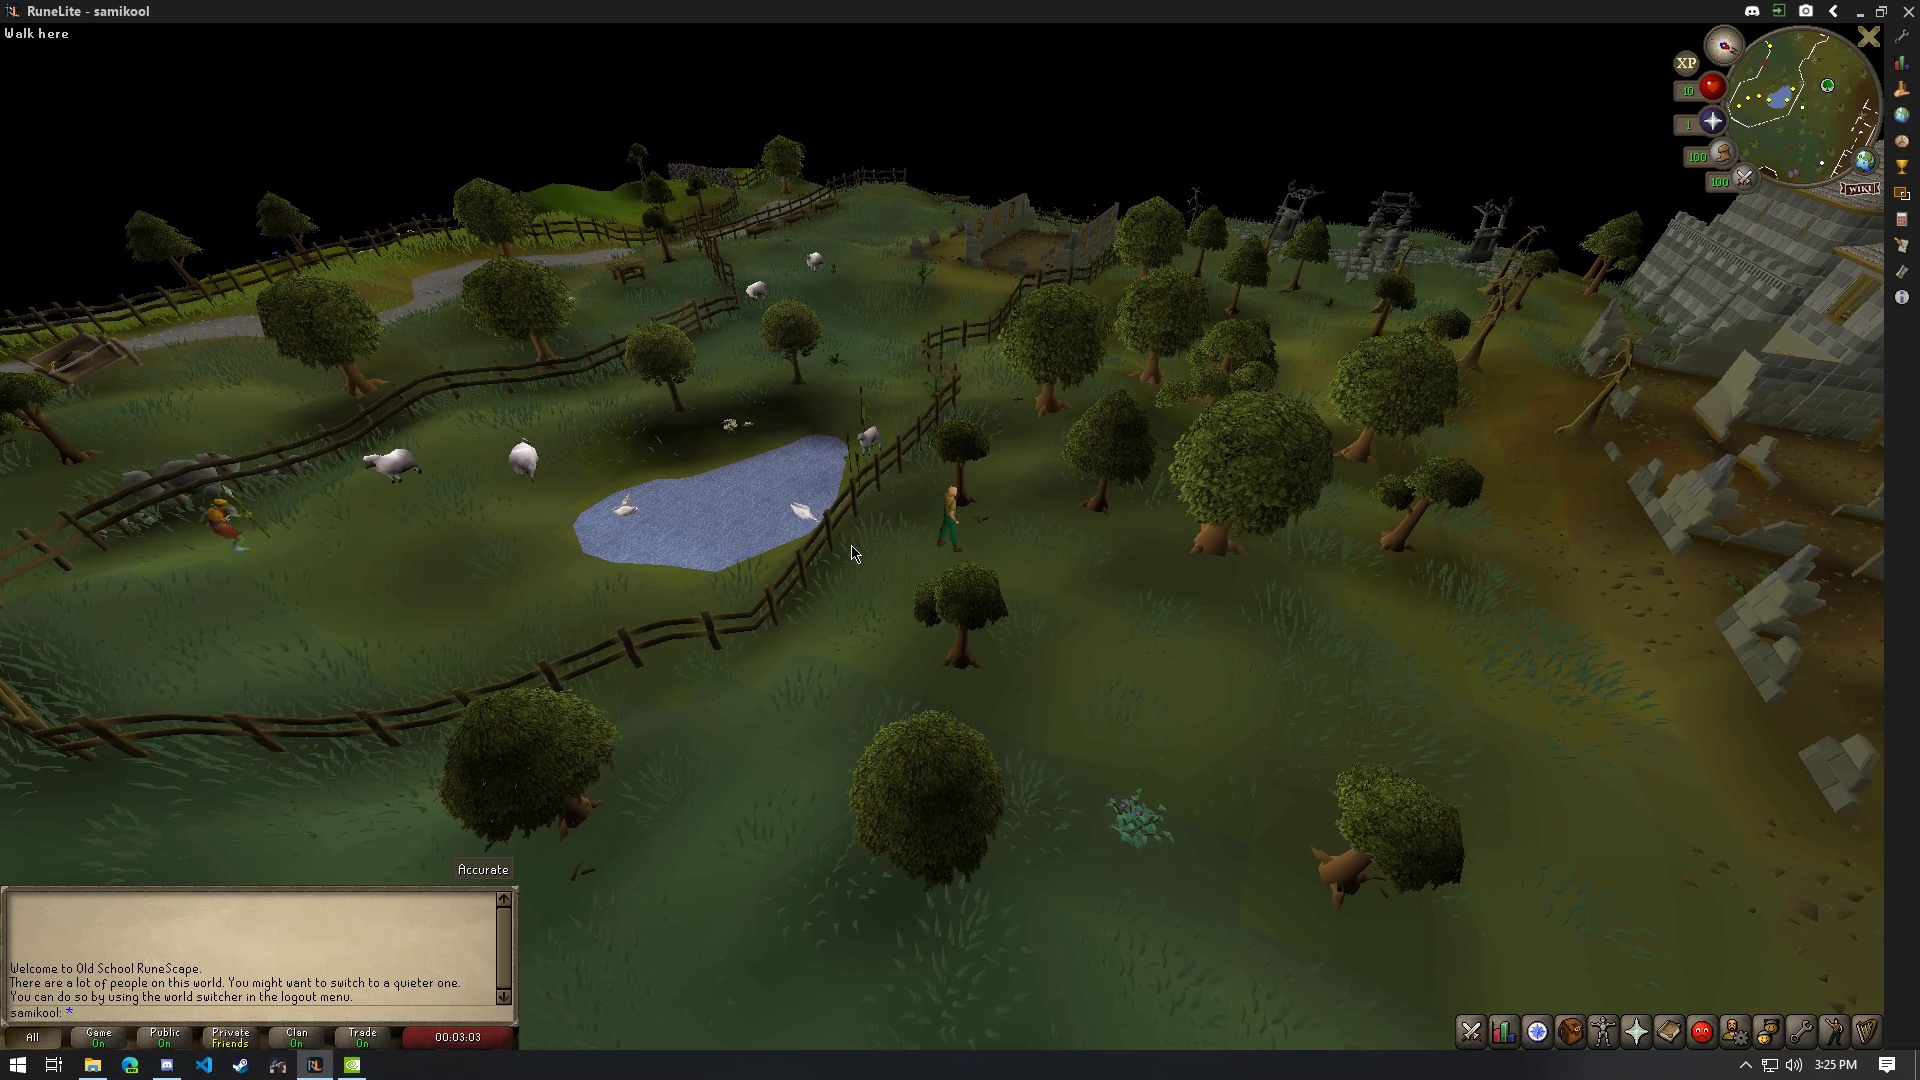 RuneLite - samikool
Walk here
XP
10
1
100
100
WIKI
Accurate
Welcome to Old School RuneScape.
There are a lot of people on this world. You might want to switch to a quieter one.
You can do so by using the world switcher in the logout menu.
samikool: *
All
Game
On
Public
On
Private
Friends
Clan
On
Trade
On
00:03:03
3:25 PM